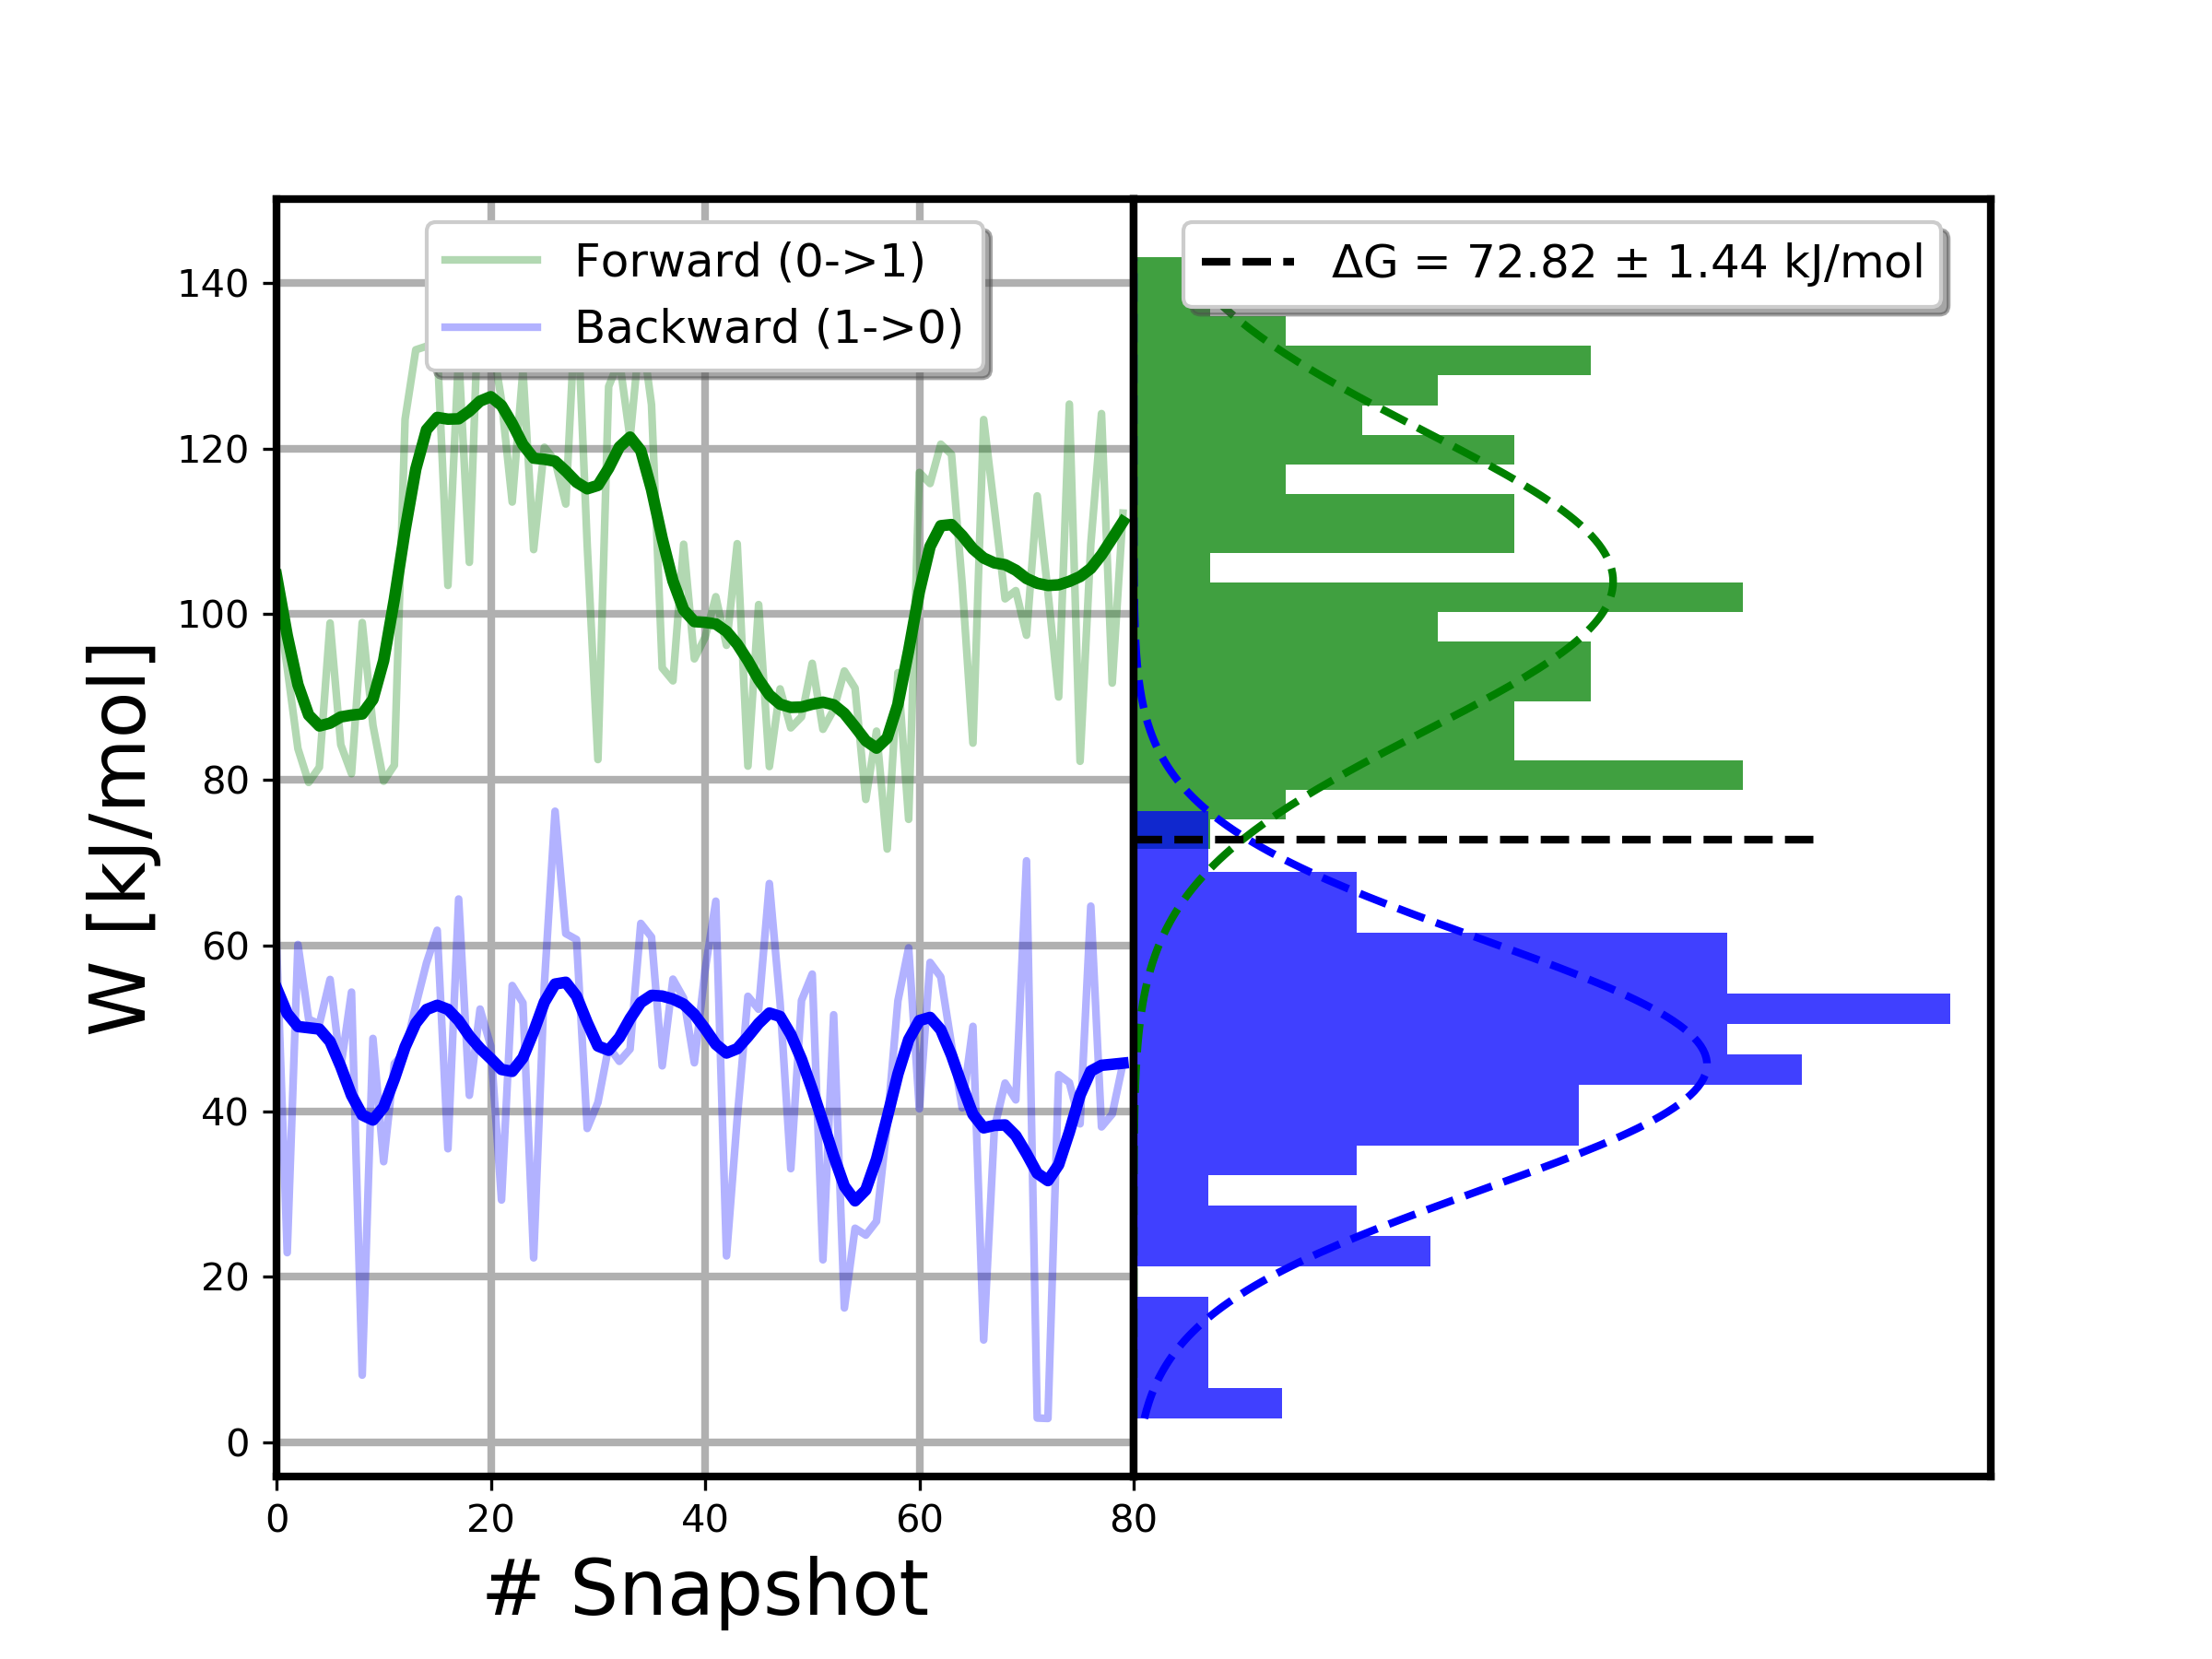 Forward (0->1)
Backward (1->0)
ΔG = 72.82 ± 1.44 kJ/mol
W [kJ/mol]
140
120
100
80
60
40
20
0
0 20 40 60 80
# Snapshot